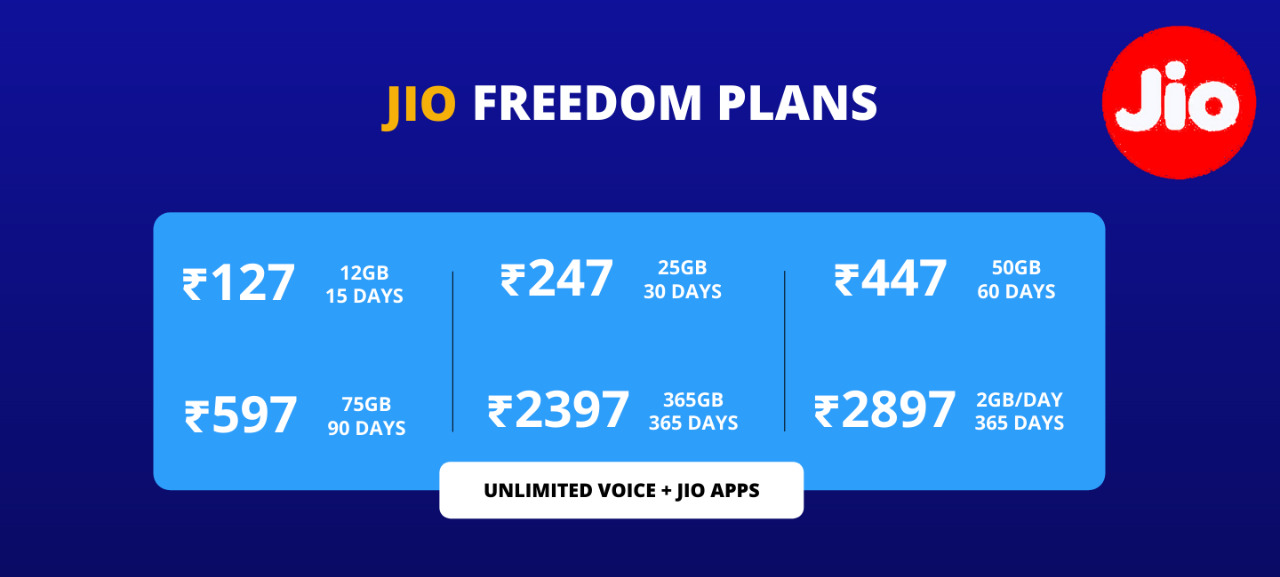 JIO FREEDOM PLANS
Jio
₹127
12GB
15 DAYS
₹247
25GB
30 DAYS
₹447
50GB
60 DAYS
₹597
75GB
90 DAYS
₹2397
365GB
365 DAYS
₹2897
2GB/DAY
365 DAYS
UNLIMITED VOICE + JIO APPS